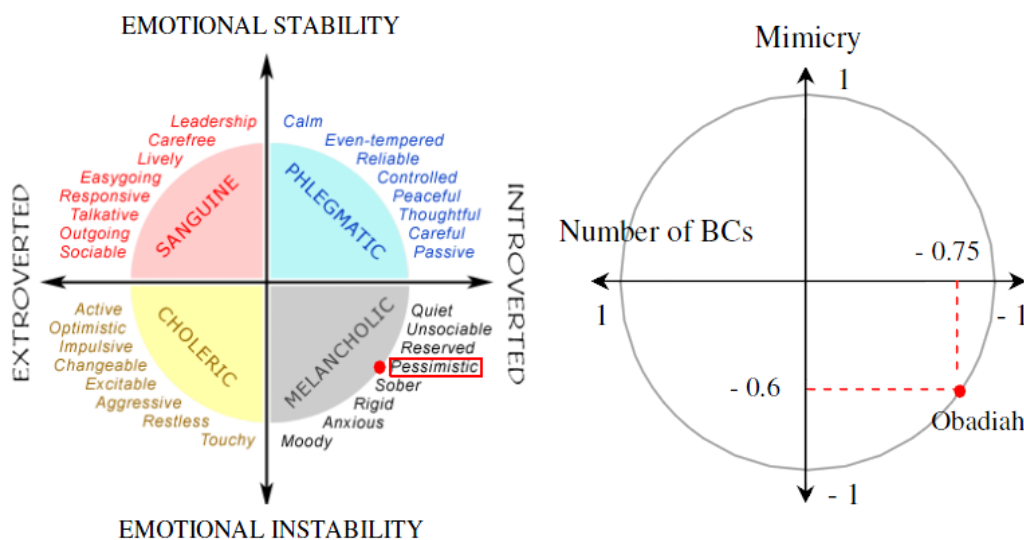 EMOTIONAL STABILITY
Leadership
Carefree
Lively
Easygoing
Responsive
Talkative
Outgoing
Sociable
SANGUINE
Calm
Even-tempered
Reliable
Controlled
Peaceful
Thoughtful
Careful
Passive
PHLEGMATIC
EXTROVERTED
INTROVERTED
Active
Optimistic
Impulsive
Changeable
Excitable
Aggressive
Restless
Touchy
CHOLERIC
Quiet
Unsociable
Reserved
Pessimistic
Sober
Rigid
Anxious
Moody
MELANCHOLIC
EMOTIONAL INSTABILITY
Mimicry
1
Number of BCs
- 0.75
1
- 1
- 0.6
Obadiah
- 1